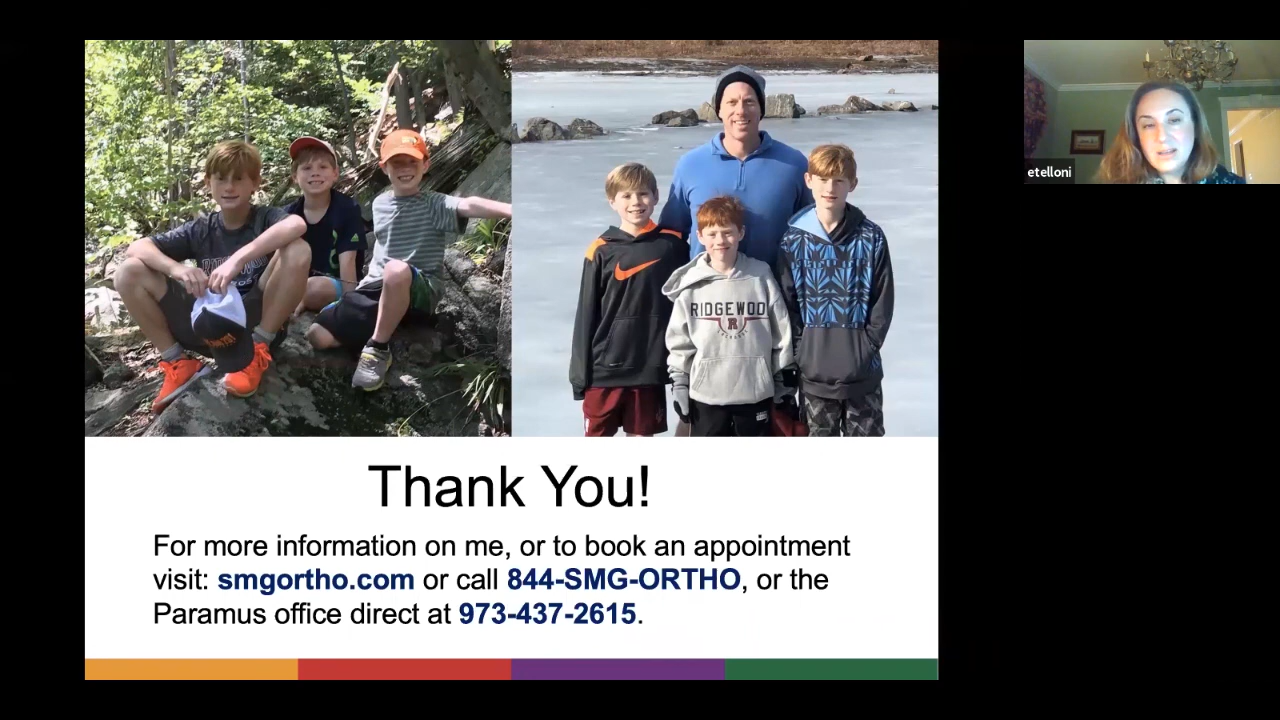 etelloni
RIDGEWOOD
R
Thank You!
For more information on me, or to book an appointment
visit: smgortho.com or call 844-SMG-ORTHO, or the
Paramus office direct at 973-437-2615.